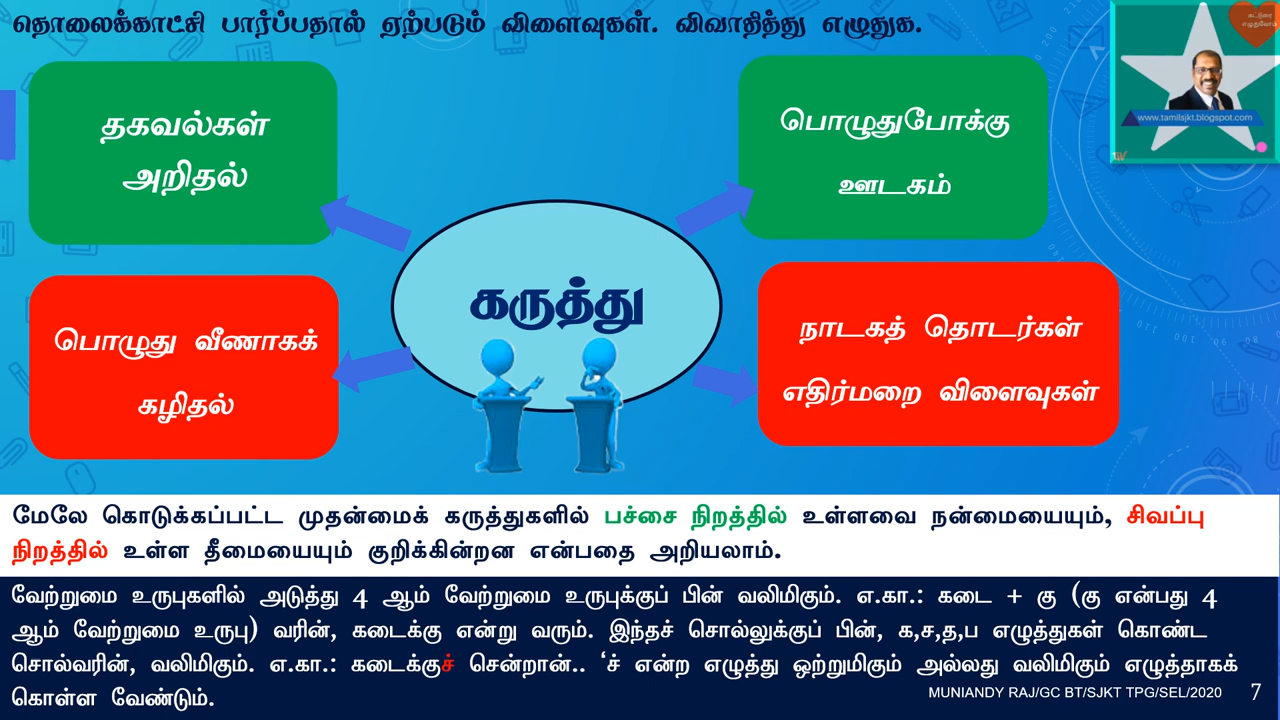 தொலைக்காட்சி பார்ப்பதால் ஏற்படும் விளைவுகள். விவாதித்து எழுதுக.
கட்டுரை
எழுதுவோம்
www.tamilsjkt.blogspot.com
தகவல்கள்
அறிதல்
பொழுதுபோக்கு
ஊடகம்
கருத்து
பொழுது வீணாகக்
கழிதல்
நாடகத் தொடர்கள்
எதிர்மறை விளைவுகள்
மேலே கொடுக்கப்பட்ட முதன்மைக் கருத்துகளில் பச்சை நிறத்தில் உள்ளவை நன்மையையும், சிவப்பு
நிறத்தில் உள்ள தீமையையும் குறிக்கின்றன என்பதை அறியலாம்.
வேற்றுமை உருபுகளில் அடுத்து 4 ஆம் வேற்றுமை உருபுக்குப் பின் வலிமிகும். எ.கா.: கடை + கு (கு என்பது 4
ஆம் வேற்றுமை உருபு) வரின், கடைக்கு என்று வரும். இந்தச் சொல்லுக்குப் பின், க,ச,த,ப எழுத்துகள் கொண்ட
சொல்வரின், வலிமிகும். எ.கா.: கடைக்குச் சென்றான்.. ‘ச் என்ற எழுத்து ஒற்றுமிகும் அல்லது வலிமிகும் எழுத்தாகக்
கொள்ள வேண்டும்.
MUNIANDY RAJ/GC BT/SJKT TPG/SEL/2020 7